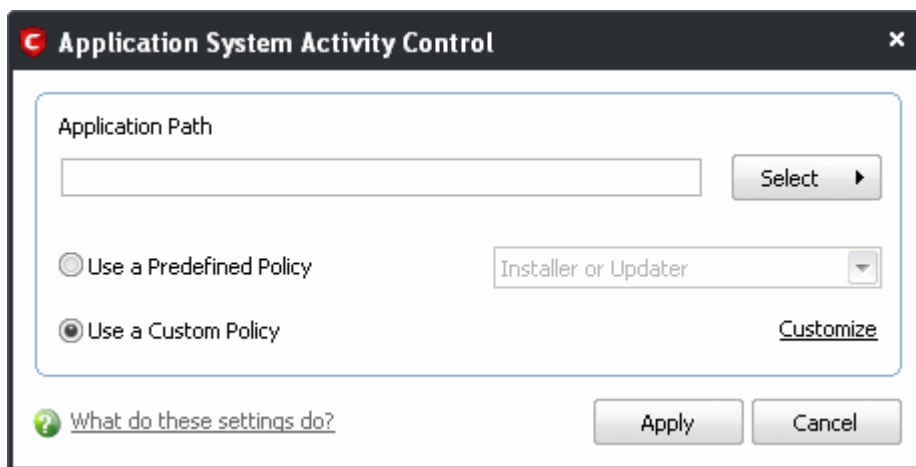 Application System Activity Control
Application Path
Select
Use a Predefined Policy
Installer or Updater
Use a Custom Policy
Customize
What do these settings do?
Apply
Cancel